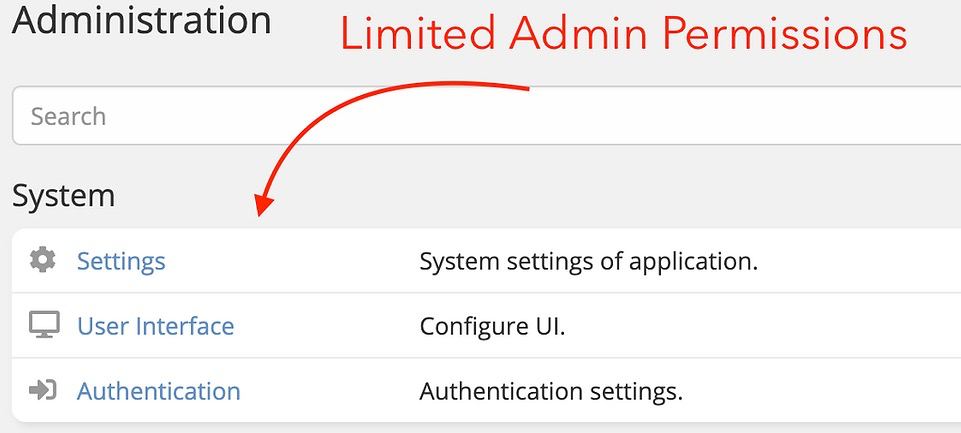 Administration
Limited Admin Permissions
Search
System
Settings System settings of application.
User Interface Configure UI.
Authentication Authentication settings.